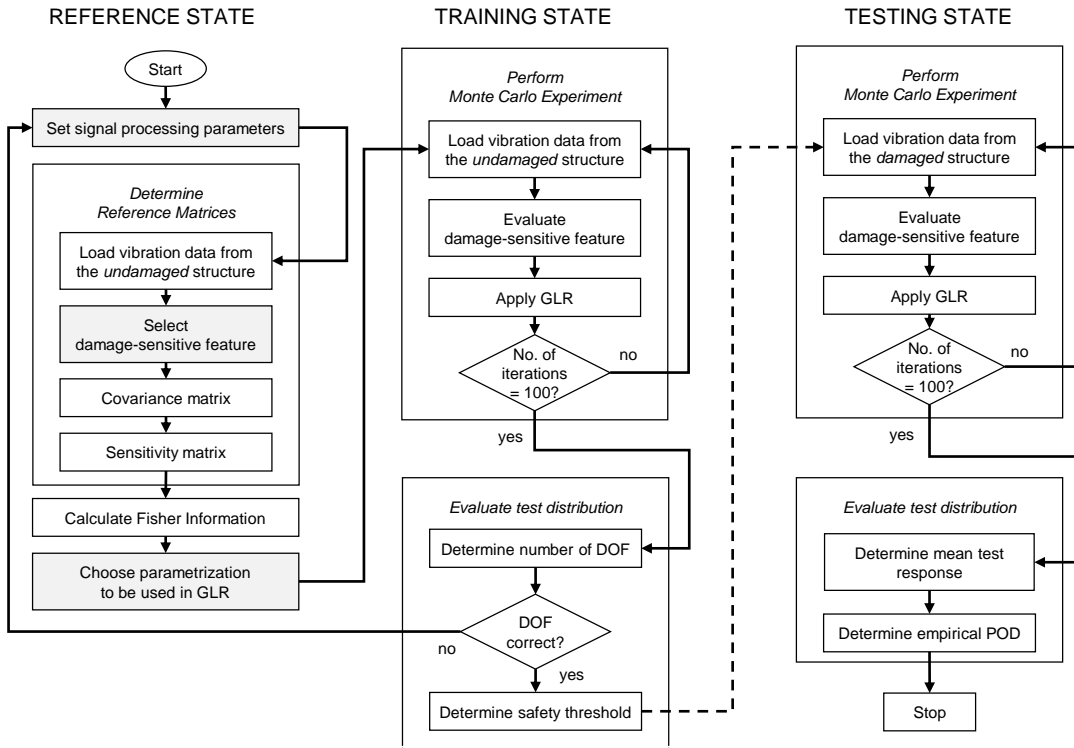 REFERENCE STATE
Start
Set signal processing parameters
Determine
Reference Matrices
Load vibration data from
the undamaged structure
Select
damage-sensitive feature
Covariance matrix
Sensitivity matrix
Calculate Fisher Information
Choose parametrization
to be used in GLR
TRAINING STATE
Perform
Monte Carlo Experiment
Load vibration data from
the undamaged structure
Evaluate
damage-sensitive feature
Apply GLR
No. of
iterations
= 100?
no
yes
Evaluate test distribution
Determine number of DOF
DOF
correct?
no
yes
Determine safety threshold
TESTING STATE
Perform
Monte Carlo Experiment
Load vibration data from
the damaged structure
Evaluate
damage-sensitive feature
Apply GLR
No. of
iterations
= 100?
no
yes
Evaluate test distribution
Determine mean test
response
Determine empirical POD
Stop